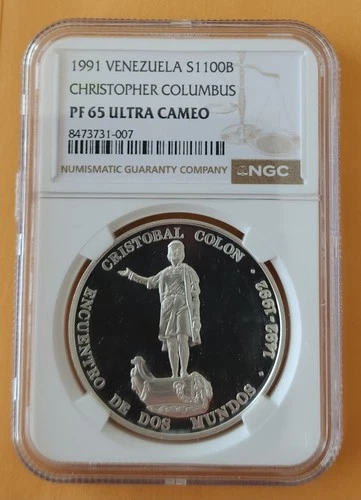 1991 VENEZUELA S1100B
CHRISTOPHER COLUMBUS
PF 65 ULTRA CAMEO
8473731-007
NUMISMATIC GUARANTY COMPANY
NGC
CRISTOBAL COLON · 1492-1992 ·
ENCUENTRO DE DOS MUNDOS ·